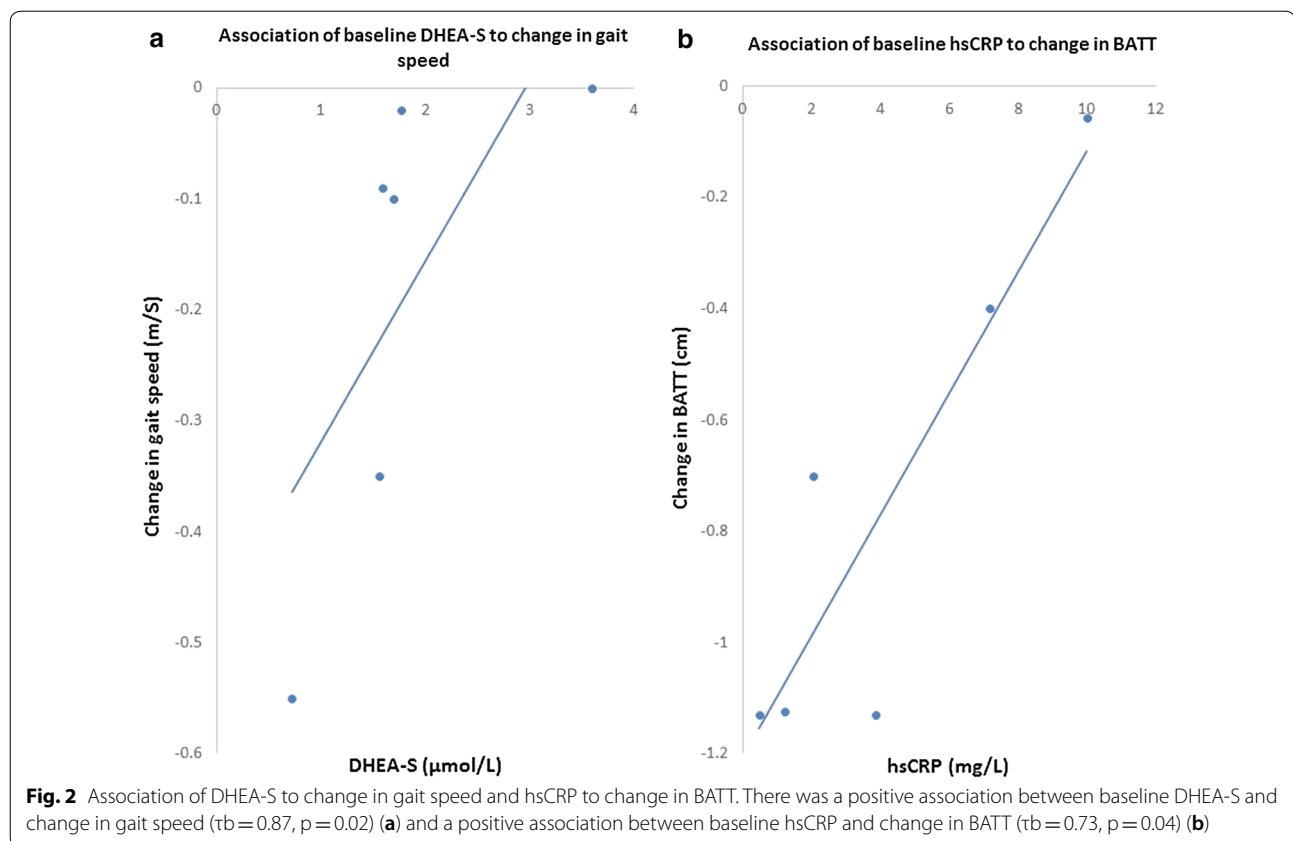 a
Association of baseline DHEA-S to change in gait
speed
0
0
1
2
3
4
-0.1
-0.2
-0.3
-0.4
-0.5
-0.6
Change in gait speed (m/S)
DHEA-S (μmol/L)
b
Association of baseline hsCRP to change in BATT
0
0
2
4
6
8
10
12
-0.2
-0.4
-0.6
-0.8
-1
-1.2
Change in BATT (cm)
hsCRP (mg/L)
Fig. 2 Association of DHEA-S to change in gait speed and hsCRP to change in BATT. There was a positive association between baseline DHEA-S and
change in gait speed (τb = 0.87, p = 0.02) (a) and a positive association between baseline hsCRP and change in BATT (τb = 0.73, p = 0.04) (b)